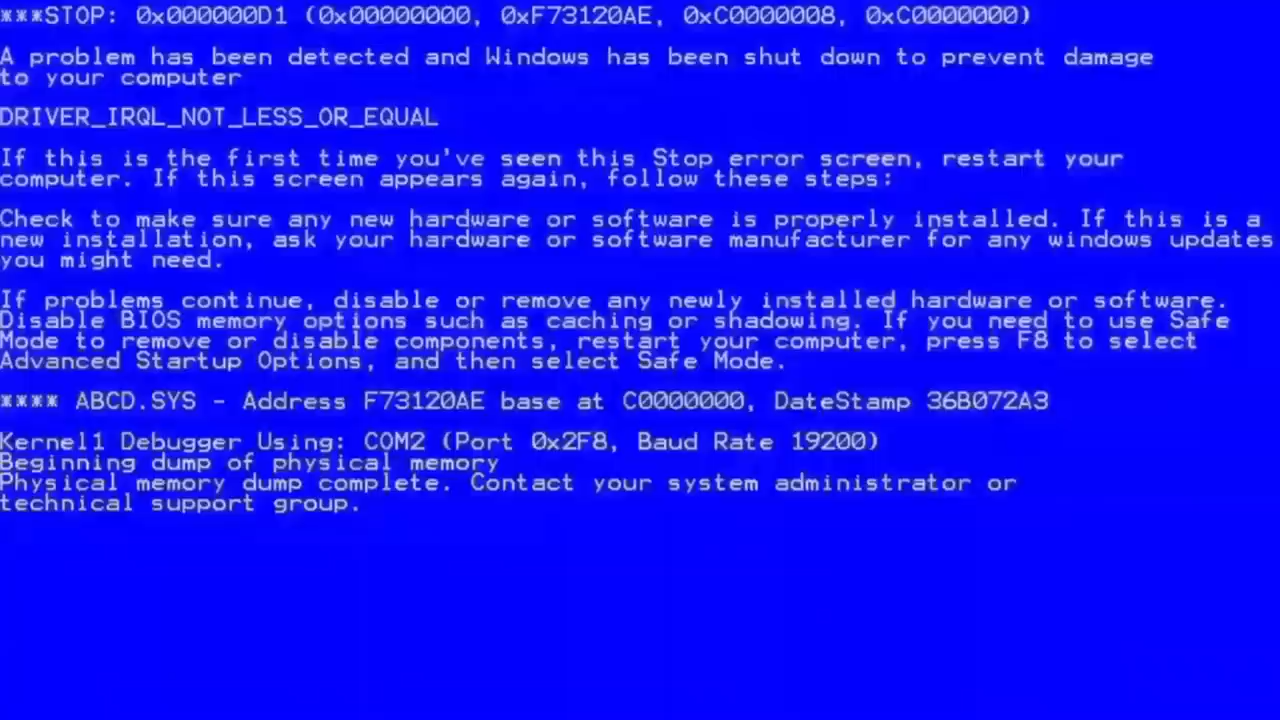 ***STOP: 0x000000D1 (0x00000000, 0xF73120AE, 0xC0000008, 0xC0000000)
A problem has been detected and Windows has been shut down to prevent damage
to your computer
DRIVER_IRQL_NOT_LESS_OR_EQUAL
If this is the first time you've seen this Stop error screen, restart your
computer. If this screen appears again, follow these steps:
Check to make sure any new hardware or software is properly installed. If this is a
new installation, ask your hardware or software manufacturer for any windows updates
you might need.
If problems continue, disable or remove any newly installed hardware or software.
Disable BIOS memory options such as caching or shadowing. If you need to use Safe
Mode to remove or disable components, restart your computer, press F8 to select
Advanced Startup Options, and then select Safe Mode.
**** ABCD.SYS - Address F73120AE base at C0000000, DateStamp 36B072A3
Kernel1 Debugger Using: COM2 (Port 0x2F8, Baud Rate 19200)
Beginning dump of physical memory
Physical memory dump complete. Contact your system administrator or
technical support group.